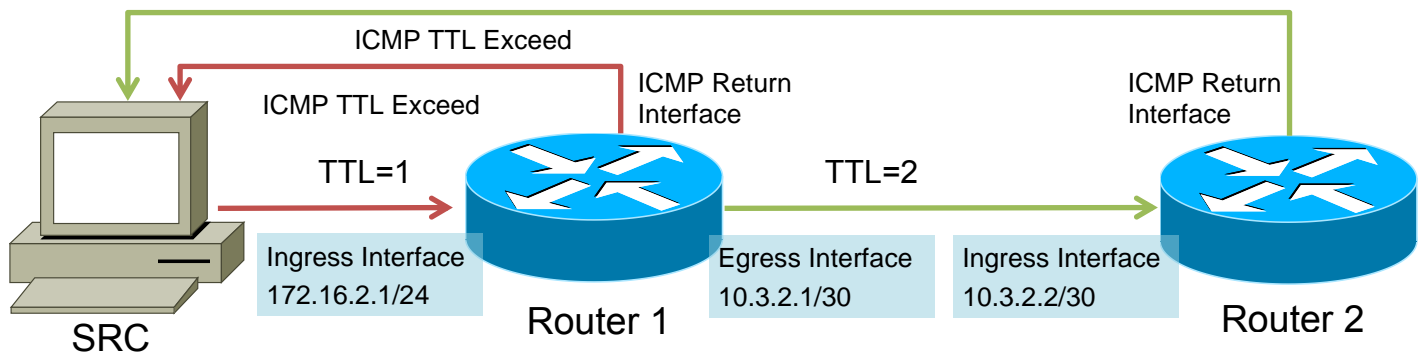 ICMP TTL Exceed
ICMP TTL Exceed
ICMP Return
Interface
ICMP Return
Interface
TTL=1
TTL=2
Ingress Interface
172.16.2.1/24
Egress Interface
10.3.2.1/30
Ingress Interface
10.3.2.2/30
SRC
Router 1
Router 2